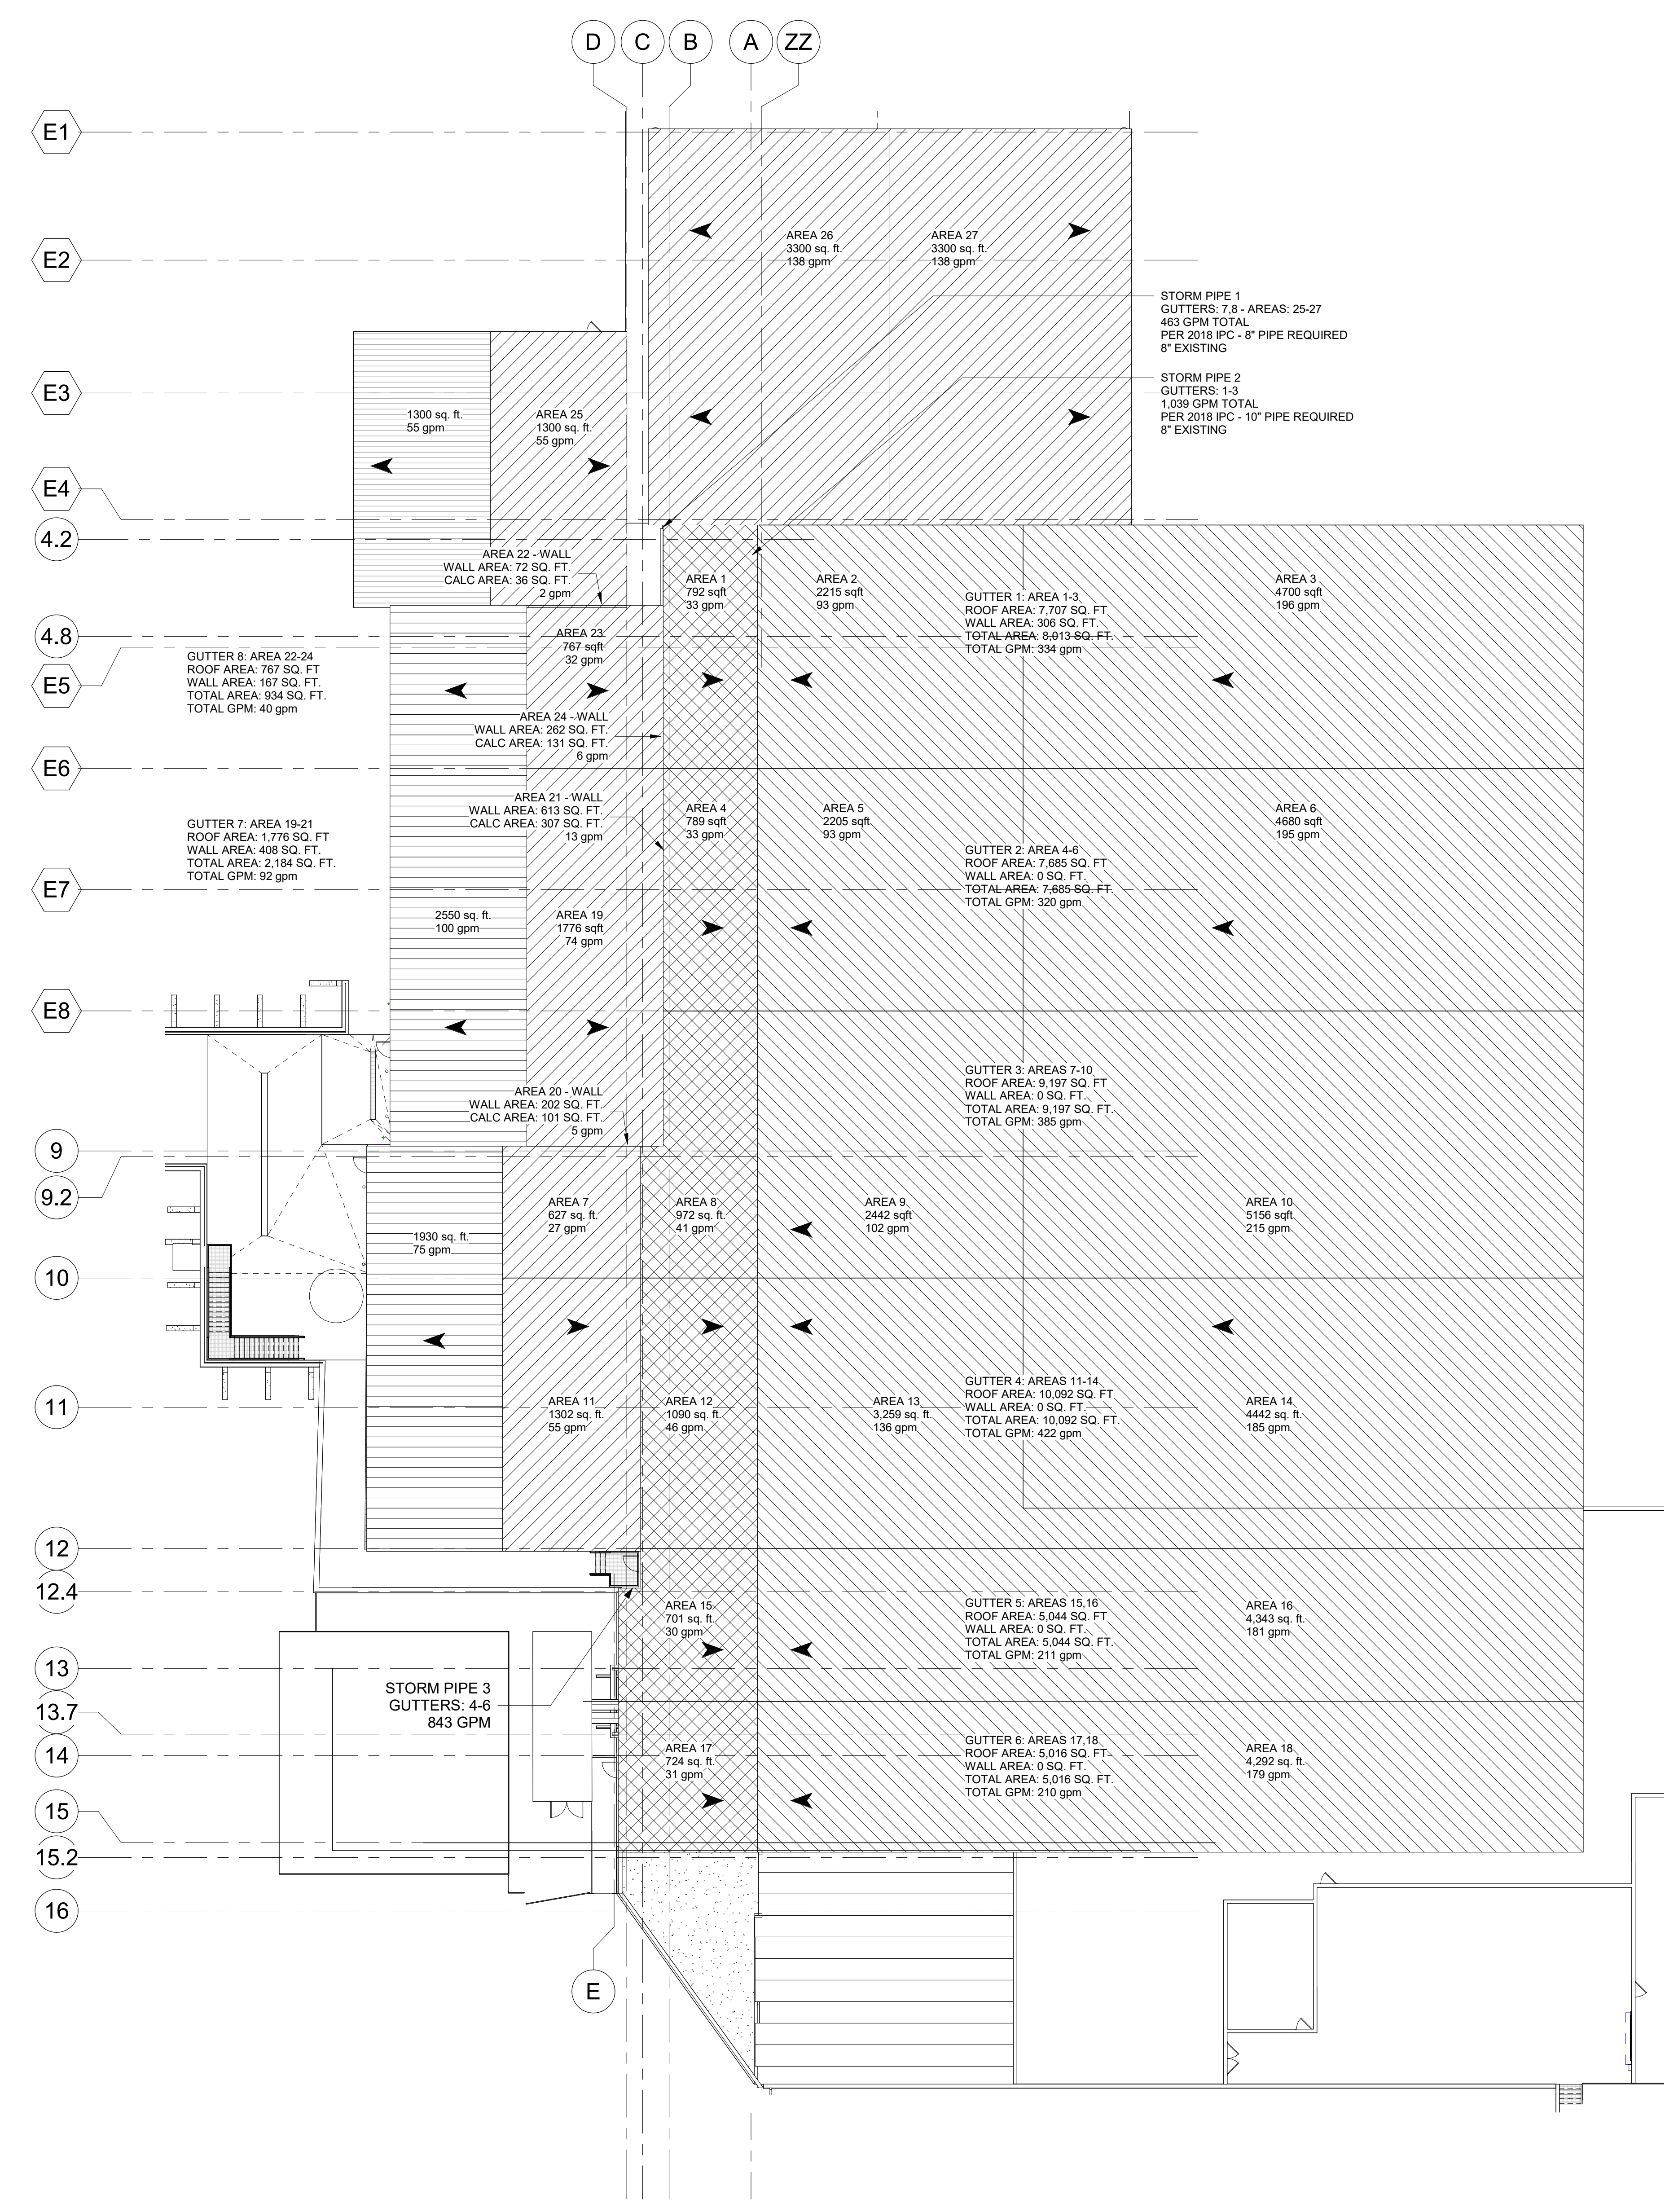 D
C
B
A
ZZ
E1
E2
E3
E4
4.2
4.8
E5
E6
E7
E8
9
9.2
10
11
12
12.4
13
13.7
14
15
15.2
16
E
AREA 26
3300 sq. ft.
138 gpm
AREA 27
3300 sq. ft.
138 gpm
STORM PIPE 1
GUTTERS: 7,8 - AREAS: 25-27
463 GPM TOTAL
PER 2018 IPC - 8" PIPE REQUIRED
8" EXISTING
STORM PIPE 2
GUTTERS: 1-3
1,039 GPM TOTAL
PER 2018 IPC - 10" PIPE REQUIRED
8" EXISTING
1300 sq. ft.
55 gpm
AREA 25
1300 sq. ft.
55 gpm
AREA 22 - WALL
WALL AREA: 72 SQ. FT.
CALC AREA: 36 SQ. FT.
2 gpm
AREA 1
792 sqft
33 gpm
AREA 2
2215 sqft
93 gpm
GUTTER 1: AREA 1-3
ROOF AREA: 7,707 SQ. FT
WALL AREA: 306 SQ. FT.
TOTAL AREA: 8,013 SQ. FT.
TOTAL GPM: 334 gpm
AREA 3
4700 sqft
196 gpm
AREA 23
767 sqft
32 gpm
GUTTER 8: AREA 22-24
ROOF AREA: 767 SQ. FT
WALL AREA: 167 SQ. FT.
TOTAL AREA: 934 SQ. FT.
TOTAL GPM: 40 gpm
AREA 24 - WALL
WALL AREA: 262 SQ. FT.
CALC AREA: 131 SQ. FT.
6 gpm
AREA 21 - WALL
WALL AREA: 613 SQ. FT.
CALC AREA: 307 SQ. FT.
13 gpm
AREA 4
789 sqft
33 gpm
AREA 5
2205 sqft
93 gpm
AREA 6
4680 sqft
195 gpm
GUTTER 7: AREA 19-21
ROOF AREA: 1,776 SQ. FT
WALL AREA: 408 SQ. FT.
TOTAL AREA: 2,184 SQ. FT.
TOTAL GPM: 92 gpm
GUTTER 2: AREA 4-6
ROOF AREA: 7,685 SQ. FT
WALL AREA: 0 SQ. FT.
TOTAL AREA: 7,685 SQ. FT.
TOTAL GPM: 320 gpm
2550 sq. ft.
100 gpm
AREA 19
1776 sqft
74 gpm
GUTTER 3: AREAS 7-10
ROOF AREA: 9,197 SQ. FT
WALL AREA: 0 SQ. FT.
TOTAL AREA: 9,197 SQ. FT.
TOTAL GPM: 385 gpm
AREA 20 - WALL
WALL AREA: 202 SQ. FT.
CALC AREA: 101 SQ. FT.
5 gpm
1930 sq. ft.
75 gpm
AREA 7
627 sq. ft.
27 gpm
AREA 8
972 sq. ft.
41 gpm
AREA 9
2442 sqft
102 gpm
AREA 10
5156 sqft
215 gpm
AREA 11
1302 sq. ft.
55 gpm
AREA 12
1090 sq. ft.
46 gpm
AREA 13
3,259 sq. ft.
136 gpm
GUTTER 4: AREAS 11-14
ROOF AREA: 10,092 SQ. FT
WALL AREA: 0 SQ. FT.
TOTAL AREA: 10,092 SQ. FT.
TOTAL GPM: 422 gpm
AREA 14
4442 sq. ft.
185 gpm
AREA 15
701 sq. ft.
30 gpm
GUTTER 5: AREAS 15,16
ROOF AREA: 5,044 SQ. FT
WALL AREA: 0 SQ. FT.
TOTAL AREA: 5,044 SQ. FT.
TOTAL GPM: 211 gpm
AREA 16
4,343 sq. ft.
181 gpm
STORM PIPE 3
GUTTERS: 4-6
843 GPM
AREA 17
724 sq. ft.
31 gpm
GUTTER 6: AREAS 17,18
ROOF AREA: 5,016 SQ. FT
WALL AREA: 0 SQ. FT.
TOTAL AREA: 5,016 SQ. FT.
TOTAL GPM: 210 gpm
AREA 18
4,292 sq. ft.
179 gpm